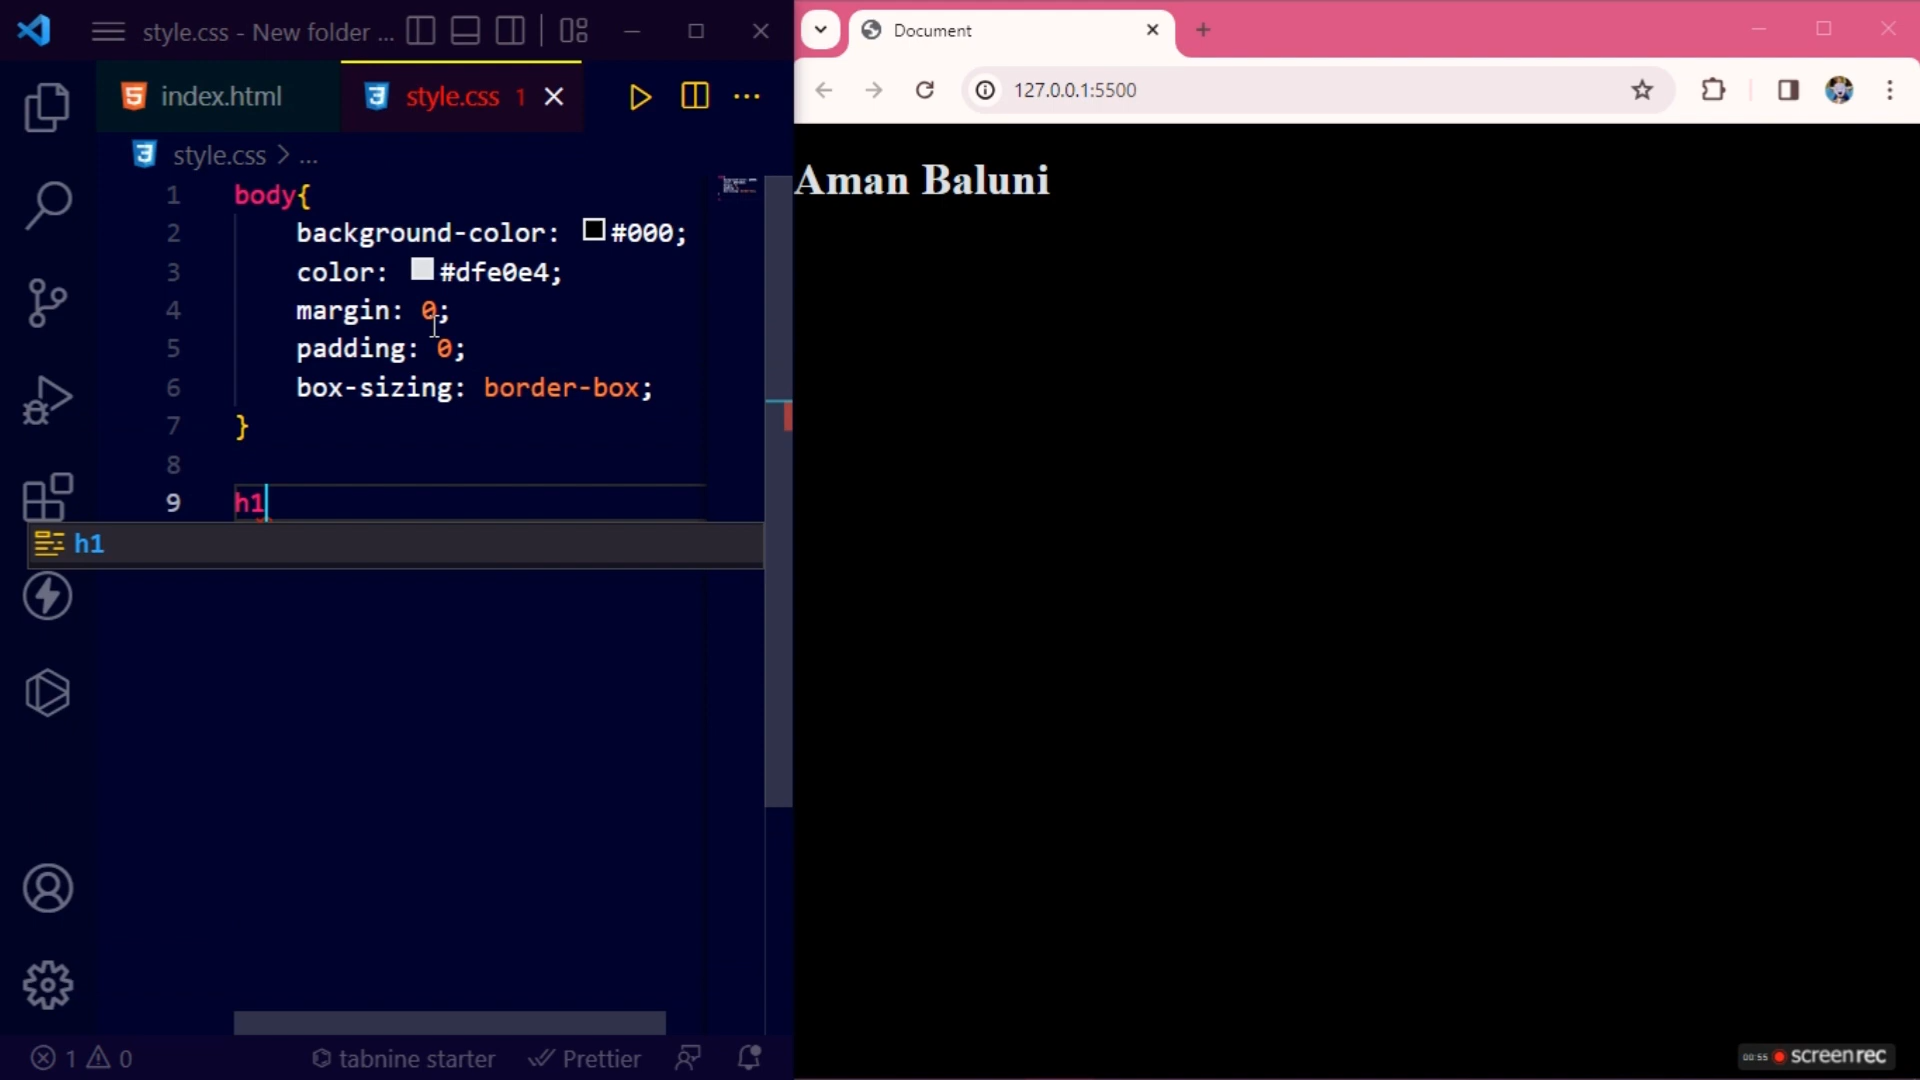 style.css - New folder ...
index.html
style.css 1
style.css > ...
1 body{
2 background-color: #000;
3 color: #dfe0e4;
4 margin: 0;
5 padding: 0;
6 box-sizing: border-box;
7 }
8
9 h1
h1
1 0 tabnine starter Prettier
Document
127.0.0.1:5500
Aman Baluni
00:55 screenrec